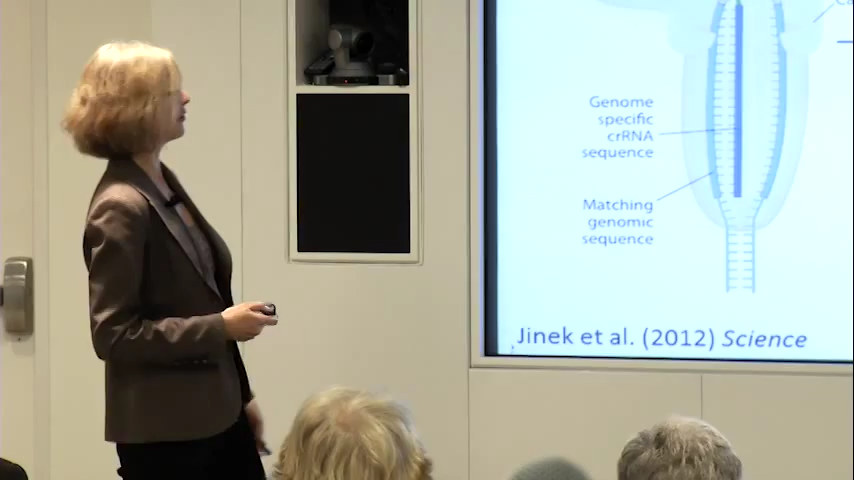 Genome
specific
crRNA
sequence
Matching
genomic
sequence
Jinek et al. (2012) Science